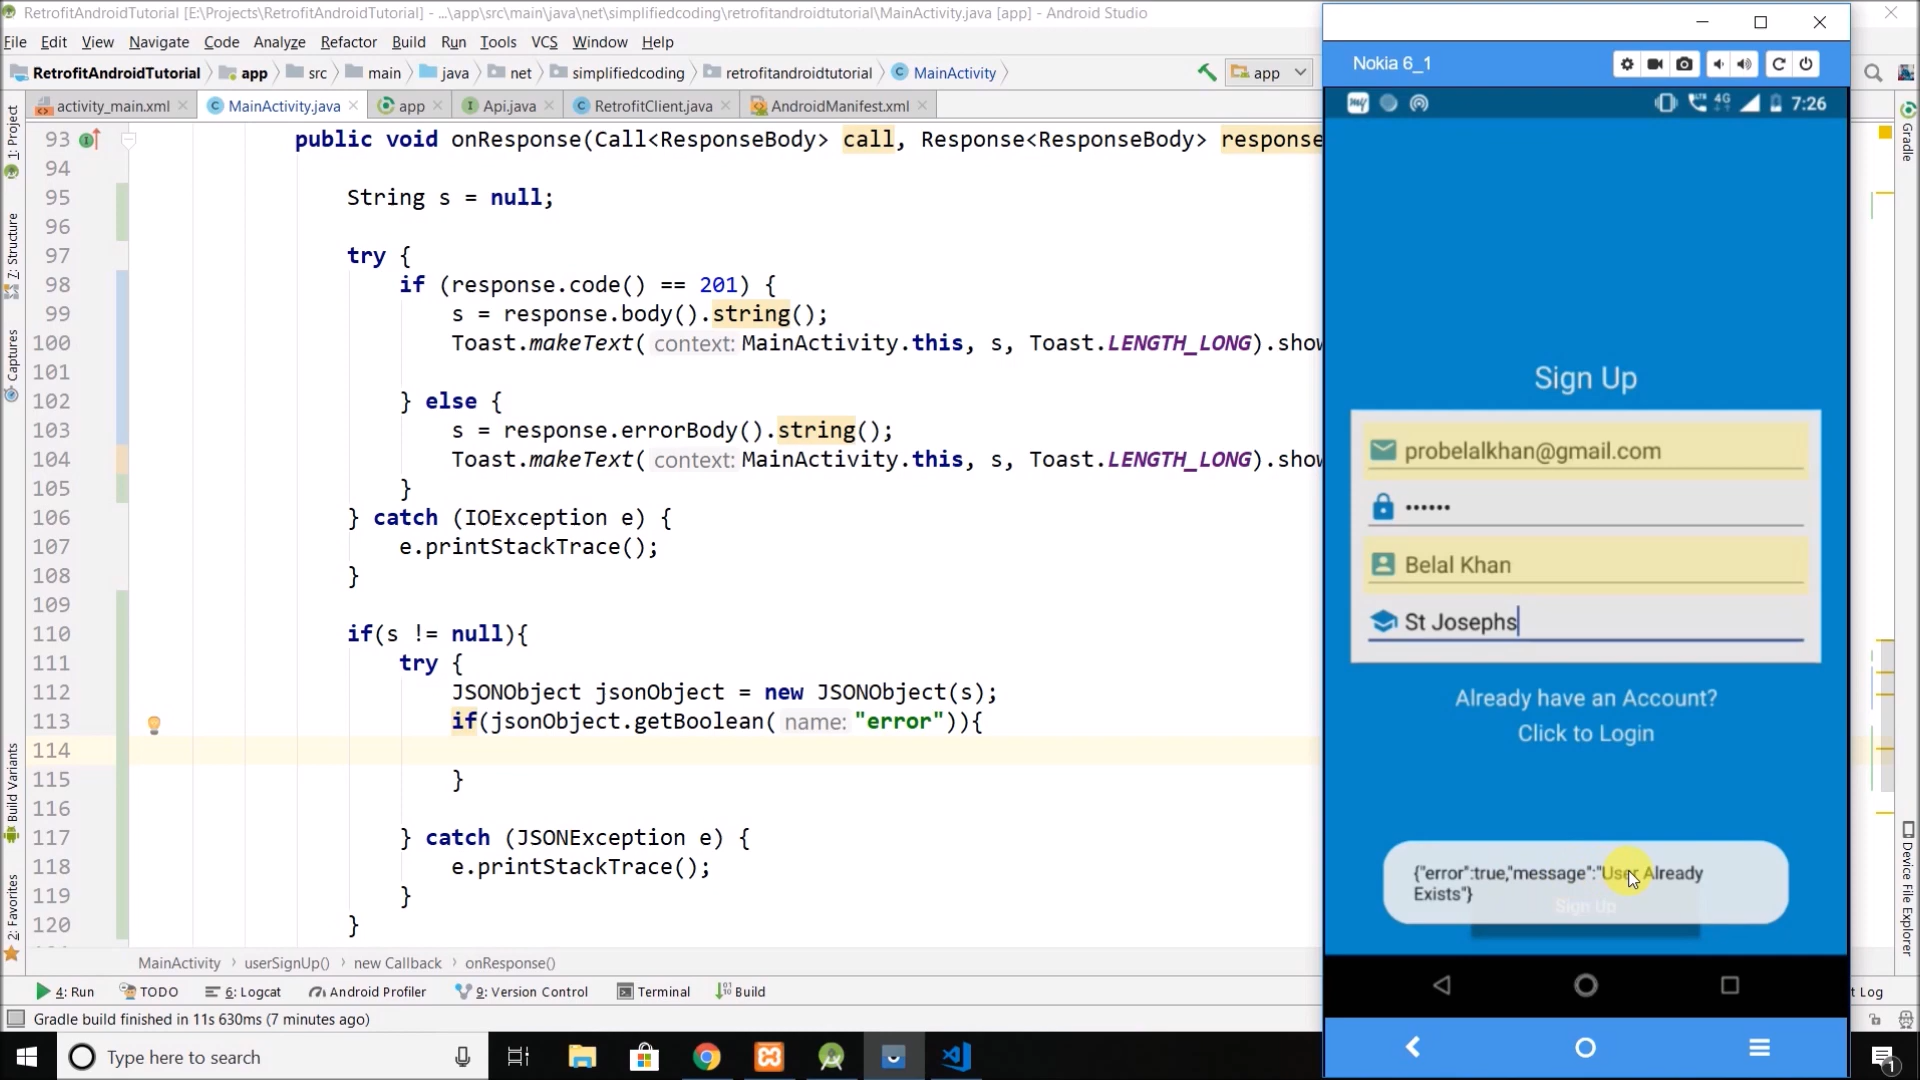 RetrofitAndroidTutorial [E:\Projects\RetrofitAndroidTutorial] - ...\app\src\main\java\net\simplifiedcoding\retrofitandroidtutorial\MainActivity.java [app] - Android Studio
File Edit View Navigate Code Analyze Refactor Build Run Tools VCS Window Help
RetrofitAndroidTutorial app src main java net simplifiedcoding retrofitandroidtutorial MainActivity app
activity_main.xml MainActivity.java app Api.java RetrofitClient.java AndroidManifest.xml
1: Project
7: Structure
Captures
Build Variants
2: Favorites
93 public void onResponse(Call<ResponseBody> call, Response<ResponseBody> response
94
95 String s = null;
96
97 try {
98 if (response.code() == 201) {
99 s = response.body().string();
100 Toast.makeText( context: MainActivity.this, s, Toast.LENGTH_LONG).show
101
102 } else {
103 s = response.errorBody().string();
104 Toast.makeText( context: MainActivity.this, s, Toast.LENGTH_LONG).show
105 }
106 } catch (IOException e) {
107 e.printStackTrace();
108 }
109
110 if(s != null){
111 try {
112 JSONObject jsonObject = new JSONObject(s);
113 if(jsonObject.getBoolean( name: "error")){
114
115 }
116
117 } catch (JSONException e) {
118 e.printStackTrace();
119 }
120 }
MainActivity userSignUp() new Callback onResponse()
4: Run TODO 6: Logcat Android Profiler 9: Version Control Terminal Build
t Log
Gradle build finished in 11s 630ms (7 minutes ago)
Type here to search
1
Nokia 6_1
my 4G 7:26
Sign Up
probelalkhan@gmail.com
••••••
Belal Khan
St Josephs
Already have an Account?
Click to Login
{"error":true,"message":"User Already
Exists"}
Sign Up
Gradle
Device File Explorer